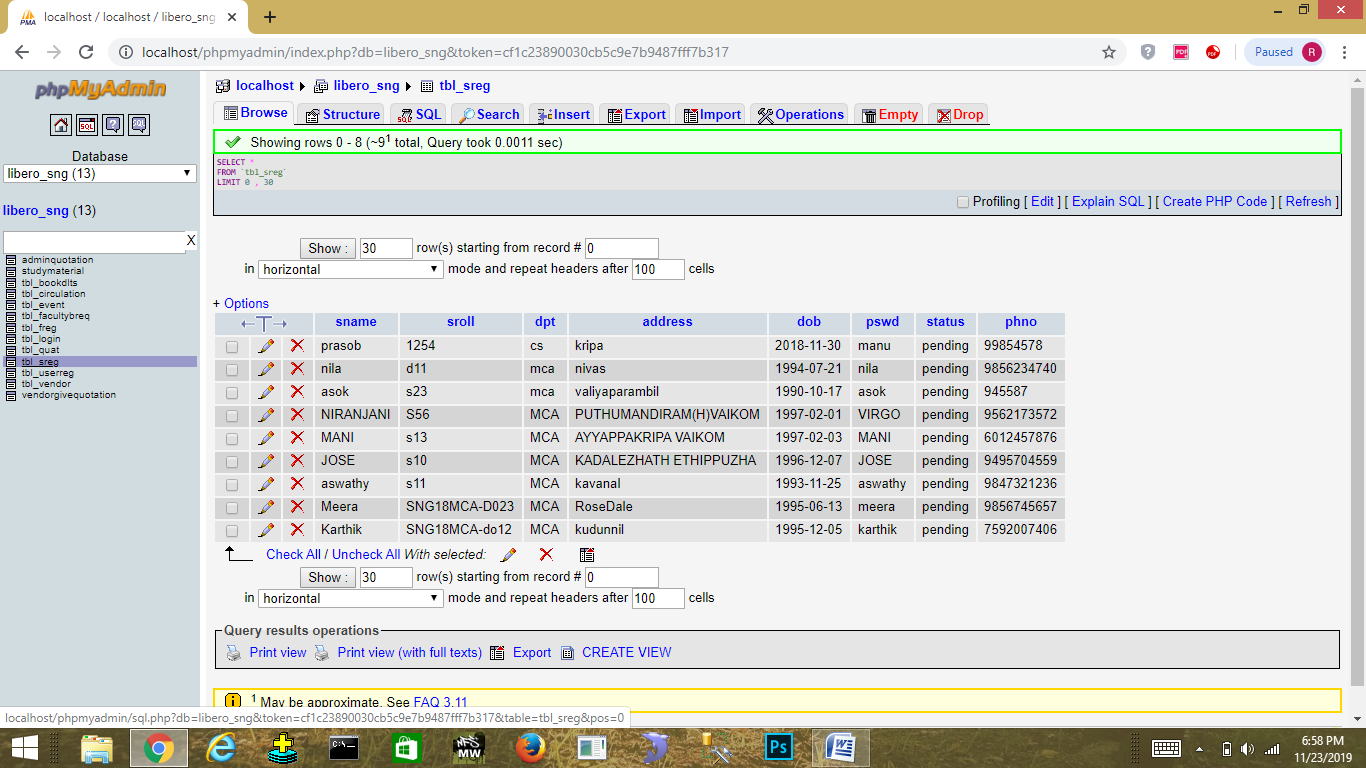 localhost / localhost / libero_sng
localhost/phpmyadmin/index.php?db=libero_sng&token=cf1c23890030cb5c9e7b9487fff7b317
Paused R
phpMyAdmin
SQL
Database
libero_sng (13)
libero_sng (13)
X
adminquotation
studymaterial
tbl_bookdlts
tbl_circulation
tbl_event
tbl_facultybreq
tbl_freg
tbl_login
tbl_quat
tbl_sreg
tbl_userreg
tbl_vendor
vendorgivequotation
localhost libero_sng tbl_sreg
Browse Structure SQL Search Insert Export Import Operations Empty Drop
Showing rows 0 - 8 (~9¹ total, Query took 0.0011 sec)
SELECT *
FROM `tbl_sreg`
LIMIT 0 , 30
Profiling [ Edit ] [ Explain SQL ] [ Create PHP Code ] [ Refresh ]
Show : 30 row(s) starting from record # 0
in horizontal mode and repeat headers after 100 cells
+ Options
sname sroll dpt address dob pswd status phno
prasob 1254 cs kripa 2018-11-30 manu pending 99854578
nila d11 mca nivas 1994-07-21 nila pending 9856234740
asok s23 mca valiyaparambil 1990-10-17 asok pending 945587
NIRANJANI S56 MCA PUTHUMANDIRAM(H)VAIKOM 1997-02-01 VIRGO pending 9562173572
MANI s13 MCA AYYAPPAKRIPA VAIKOM 1997-02-03 MANI pending 6012457876
JOSE s10 MCA KADALEZHATH ETHIPPUZHA 1996-12-07 JOSE pending 9495704559
aswathy s11 MCA kavanal 1993-11-25 aswathy pending 9847321236
Meera SNG18MCA-D023 MCA RoseDale 1995-06-13 meera pending 9856745657
Karthik SNG18MCA-do12 MCA kudunnil 1995-12-05 karthik pending 7592007406
Check All / Uncheck All With selected:
Show : 30 row(s) starting from record # 0
in horizontal mode and repeat headers after 100 cells
Query results operations
Print view Print view (with full texts) Export CREATE VIEW
¹ May be approximate. See FAQ 3.11
localhost/phpmyadmin/sql.php?db=libero_sng&token=cf1c23890030cb5c9e7b9487fff7b317&table=tbl_sreg&pos=0
MW
Ps
6:58 PM
11/23/2019